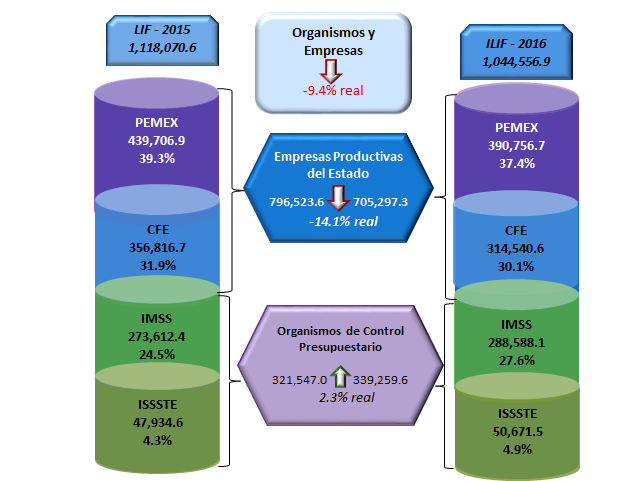 LIF - 2015
1,118,070.6
Organismos y
Empresas
-9.4% real
ILIF - 2016
1,044,556.9
PEMEX
439,706.9
39.3%
CFE
356,816.7
31.9%
IMSS
273,612.4
24.5%
ISSSTE
47,934.6
4.3%
Empresas Productivas
del Estado
796,523.6 705,297.3
-14.1% real
Organismos de Control
Presupuestario
321,547.0 339,259.6
2.3% real
PEMEX
390,756.7
37.4%
CFE
314,540.6
30.1%
IMSS
288,588.1
27.6%
ISSSTE
50,671.5
4.9%